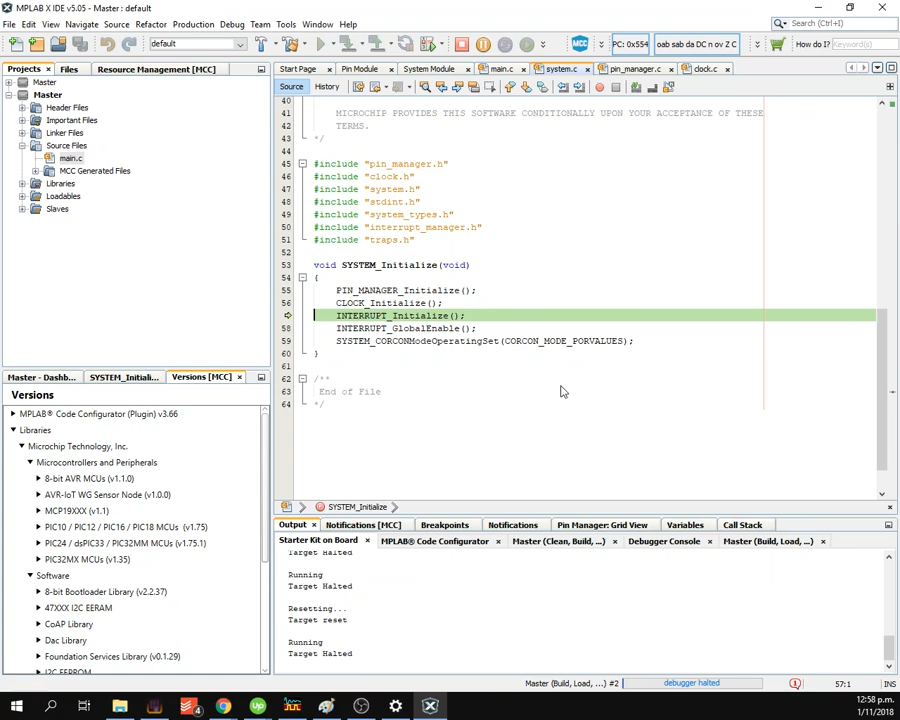 MPLAB X IDE v5.05 - Master : default
File Edit View Navigate Source Refactor Production Debug Team Tools Window Help
Search (Ctrl+I)
default
PC: 0x554
oab sab da DC n ov Z C
How do I?
Keyword(s)
Projects
Files
Resource Management [MCC]
Start Page
Pin Module
System Module
main.c
system.c
pin_manager.c
clock.c
Source
History
Master
Master
Header Files
Important Files
Linker Files
Source Files
main.c
MCC Generated Files
Libraries
Loadables
Slaves
40
41 MICROCHIP PROVIDES THIS SOFTWARE CONDITIONALLY UPON YOUR ACCEPTANCE OF THESE
42 TERMS.
43 */
44
45 #include "pin_manager.h"
46 #include "clock.h"
47 #include "system.h"
48 #include "stdint.h"
49 #include "system_types.h"
50 #include "interrupt_manager.h"
51 #include "traps.h"
52
53 void SYSTEM_Initialize(void)
54 {
55 PIN_MANAGER_Initialize();
56 CLOCK_Initialize();
INTERRUPT_Initialize();
58 INTERRUPT_GlobalEnable();
59 SYSTEM_CORCONModeOperatingSet(CORCON_MODE_PORVALUES);
60 }
61
62 /**
63 End of File
64 */
SYSTEM_Initialize
Master - Dashb...
SYSTEM_Initiali...
Versions [MCC]
Versions
MPLAB® Code Configurator (Plugin) v3.66
Libraries
Microchip Technology, Inc.
Microcontrollers and Peripherals
8-bit AVR MCUs (v1.1.0)
AVR-IoT WG Sensor Node (v1.0.0)
MCP19XXX (v1.1)
PIC10 / PIC12 / PIC16 / PIC18 MCUs (v1.75)
PIC24 / dsPIC33 / PIC32MM MCUs (v1.75.1)
PIC32MX MCUs (v1.35)
Software
8-bit Bootloader Library (v2.2.37)
47XXX I2C EERAM
CoAP Library
Dac Library
Foundation Services Library (v0.1.29)
I2C EEPROM
Output
Notifications [MCC]
Breakpoints
Notifications
Pin Manager: Grid View
Variables
Call Stack
Starter Kit on Board
MPLAB® Code Configurator
Master (Clean, Build, ...)
Debugger Console
Master (Build, Load, ...)
Target Halted
Running
Target Halted
Resetting...
Target reset
Running
Target Halted
Master (Build, Load, ...) #2
debugger halted
57:1
INS
12:58 p.m.
1/11/2018